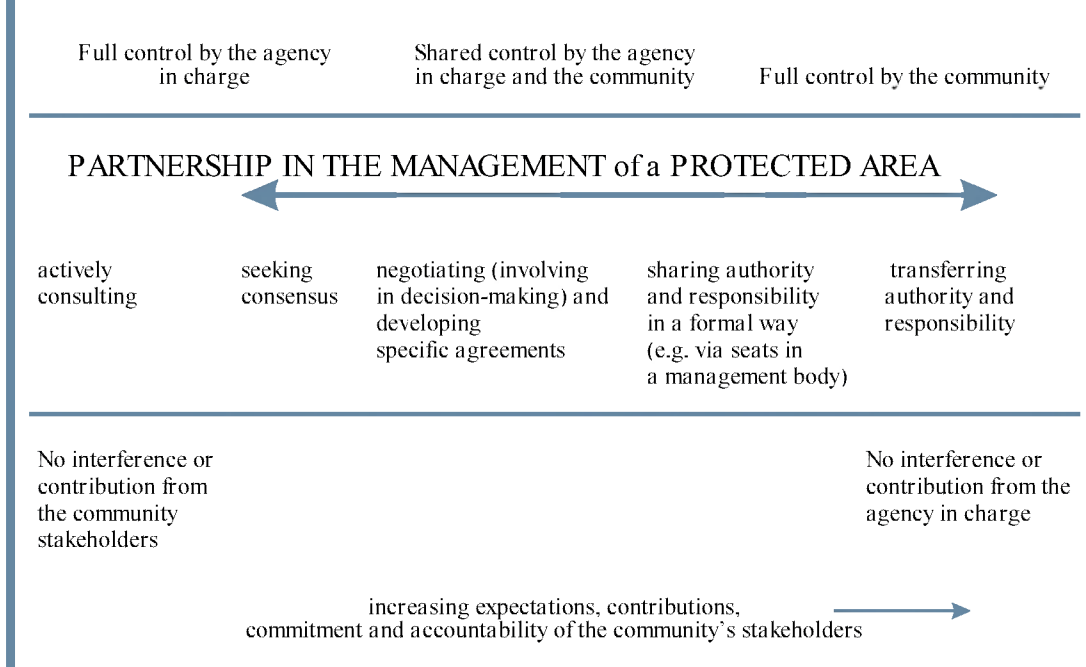 Full control by the agency
in charge
Shared control by the agency
in charge and the community
Full control by the community
PARTNERSHIP IN THE MANAGEMENT of a PROTECTED AREA
actively
consulting
seeking
consensus
negotiating (involving
in decision-making) and
developing
specific agreements
sharing authority
and responsibility
in a formal way
(e.g. via seats in
a management body)
transferring
authority and
responsibility
No interference or
contribution from
the community
stakeholders
No interference or
contribution from the
agency in charge
increasing expectations, contributions,
commitment and accountability of the community's stakeholders